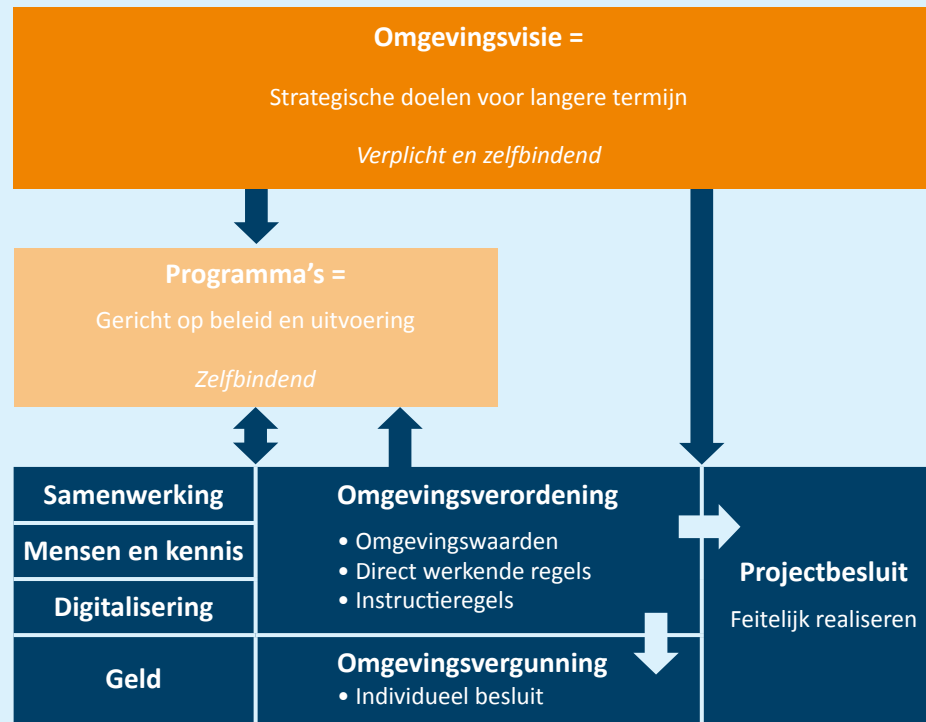 Omgevingsvisie =
Strategische doelen voor langere termijn
Verplicht en zelfbindend
Programma's =
Gericht op beleid en uitvoering
Zelfbindend
Samenwerking
Mensen en kennis
Digitalisering
Geld
Omgevingsverordening
• Omgevingswaarden
• Direct werkende regels
• Instructieregels
Omgevingsvergunning
• Individueel besluit
Projectbesluit
Feitelijk realiseren